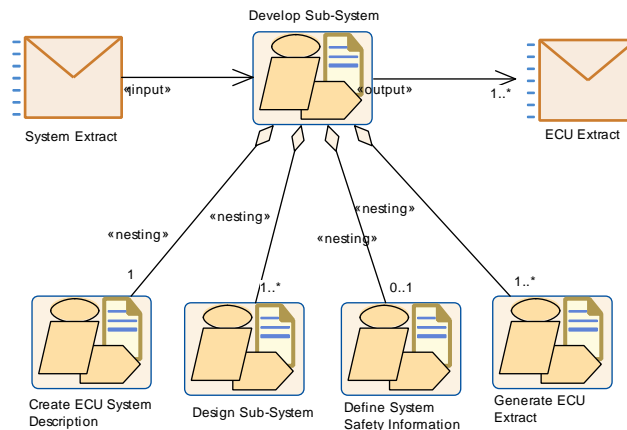 Develop Sub-System
«input»
«output»
1..*
System Extract
ECU Extract
«nesting»
«nesting»
«nesting»
«nesting»
1
1..*
0..1
1..*
Create ECU System
Description
Design Sub-System
Define System
Safety Information
Generate ECU
Extract